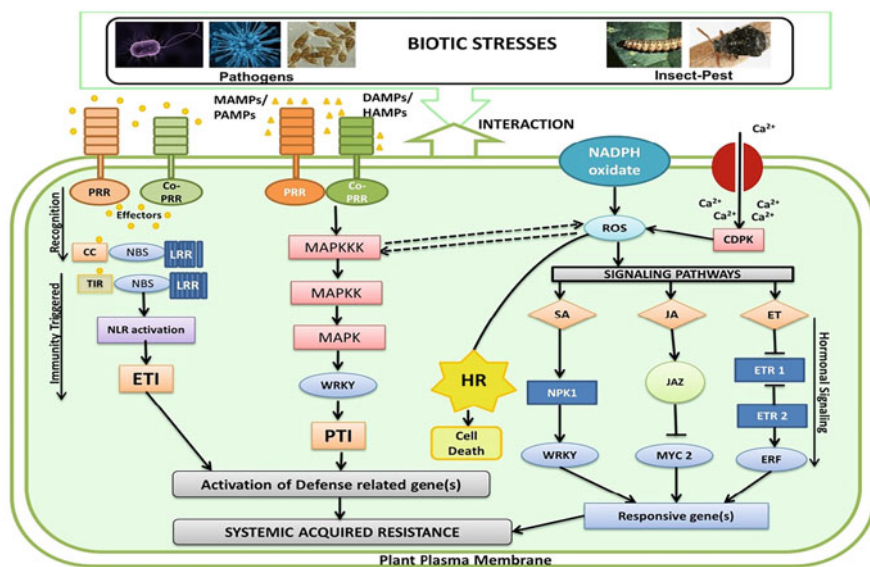 BIOTIC STRESSES
Pathogens
Insect-Pest
MAMPs/
PAMPs
DAMPs/
HAMPs
INTERACTION
NADPH
oxidate
Ca²⁺
Ca²⁺
Ca²⁺
Ca²⁺
Ca²⁺
PRR
Co-
PRR
PRR
Co-
PRR
Effectors
Recognition
CC
NBS
LRR
TIR
NBS
LRR
Immunity Triggered
NLR activation
ETI
MAPKKK
MAPKK
MAPK
WRKY
PTI
ROS
CDPK
SIGNALING PATHWAYS
SA
JA
ET
HR
Cell
Death
NPK1
JAZ
ETR 1
ETR 2
WRKY
MYC 2
ERF
Hormonal Signaling
Activation of Defense related gene(s)
Responsive gene(s)
SYSTEMIC ACQUIRED RESISTANCE
Plant Plasma Membrane